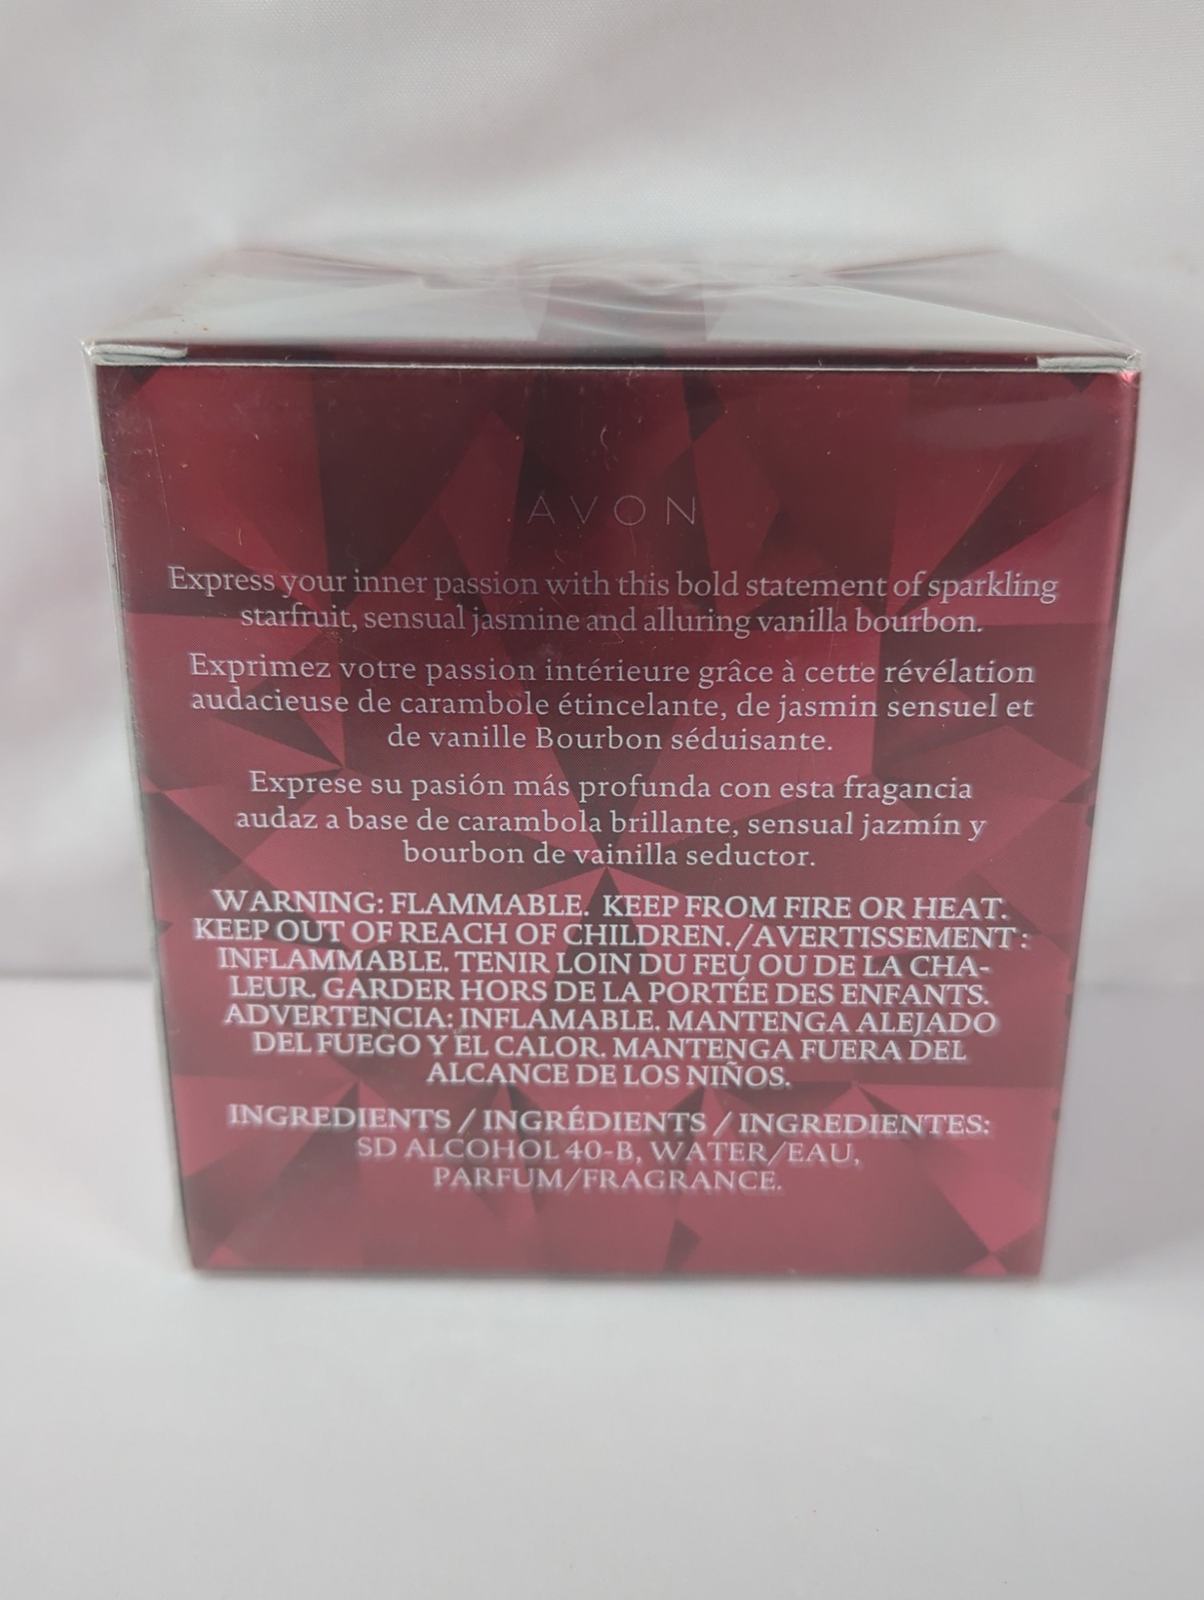 AVON
Express your inner passion with this bold statement of sparkling
starfruit, sensual jasmine and alluring vanilla bourbon.
Exprimez votre passion intérieure grâce à cette révélation
audacieuse de carambole étincelante, de jasmin sensuel et
de vanille Bourbon séduisante.
Exprese su pasión más profunda con esta fragancia
audaz a base de carambola brillante, sensual jazmín y
bourbon de vainilla seductor.
WARNING: FLAMMABLE. KEEP FROM FIRE OR HEAT.
KEEP OUT OF REACH OF CHILDREN./AVERTISSEMENT :
INFLAMMABLE. TENIR LOIN DU FEU OU DE LA CHA-
LEUR. GARDER HORS DE LA PORTÉE DES ENFANTS.
ADVERTENCIA: INFLAMABLE. MANTENGA ALEJADO
DEL FUEGO Y EL CALOR. MANTENGA FUERA DEL
ALCANCE DE LOS NIÑOS.
INGREDIENTS / INGRÉDIENTS / INGREDIENTES:
SD ALCOHOL 40-B, WATER/EAU,
PARFUM/FRAGRANCE.